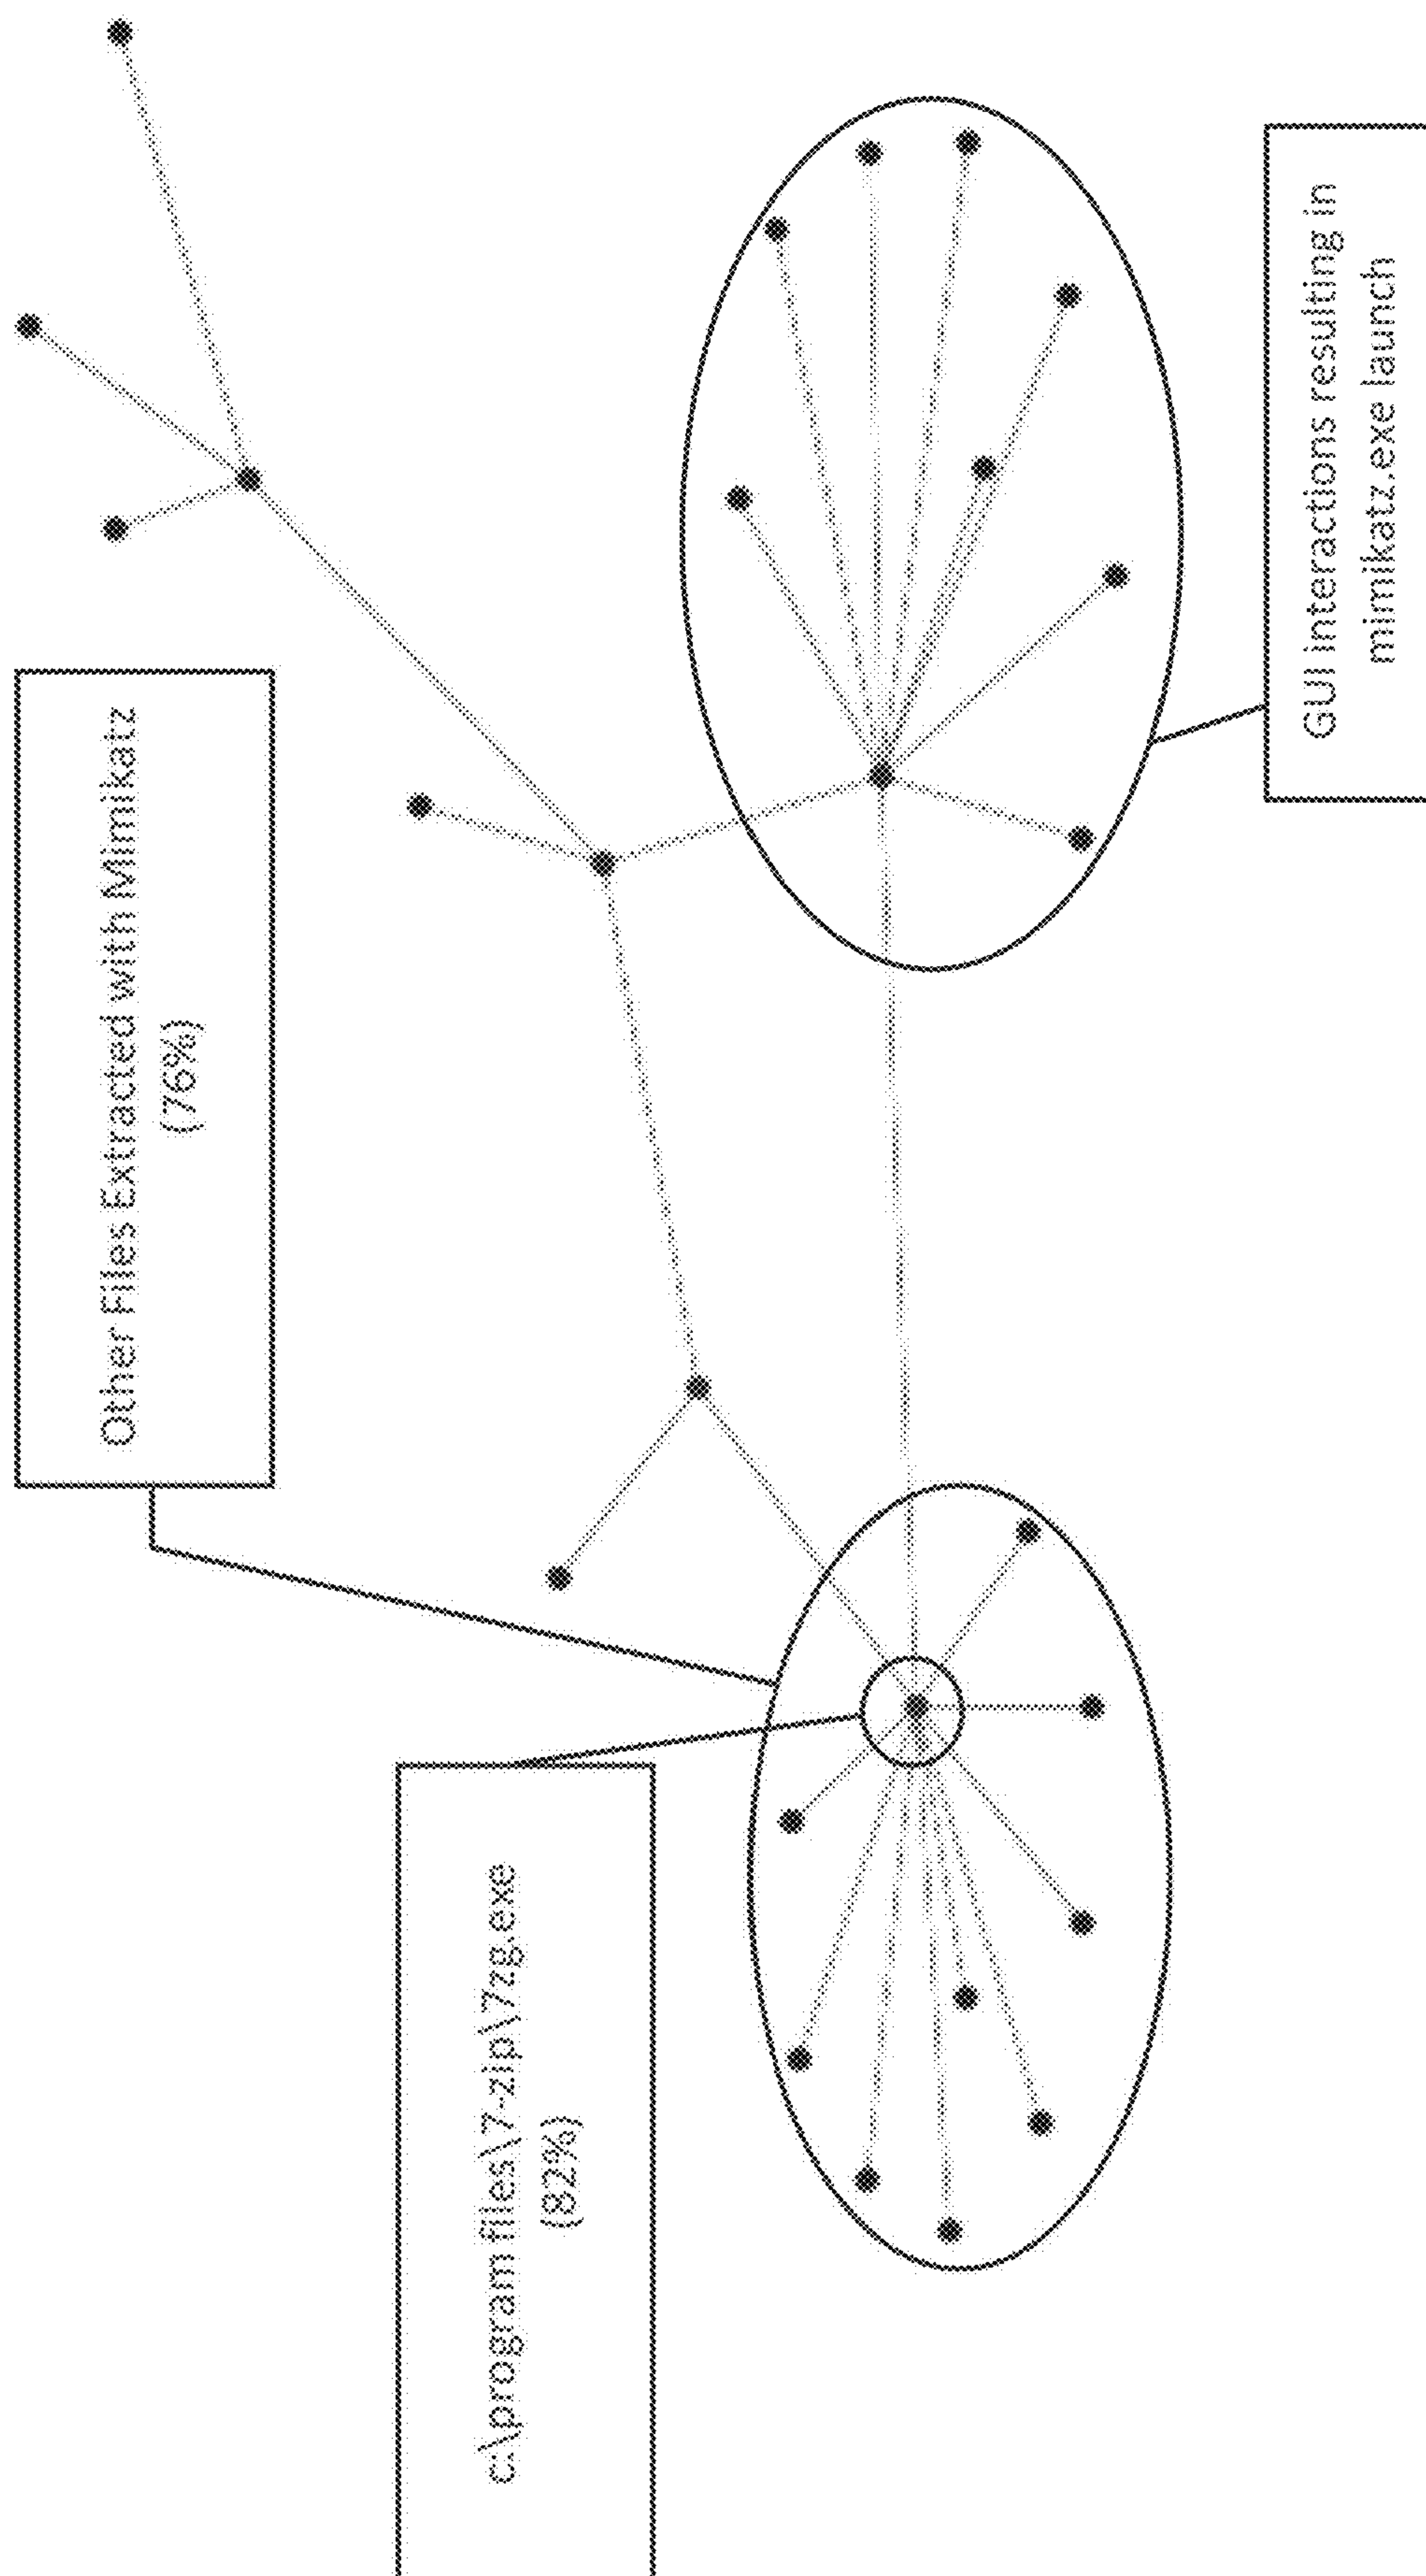 Other Files Extracted with Mimikatz
(76%)
c:\program files\7-zip\7zg.exe
(82%)
GUI interactions resulting in
mimikatz.exe launch